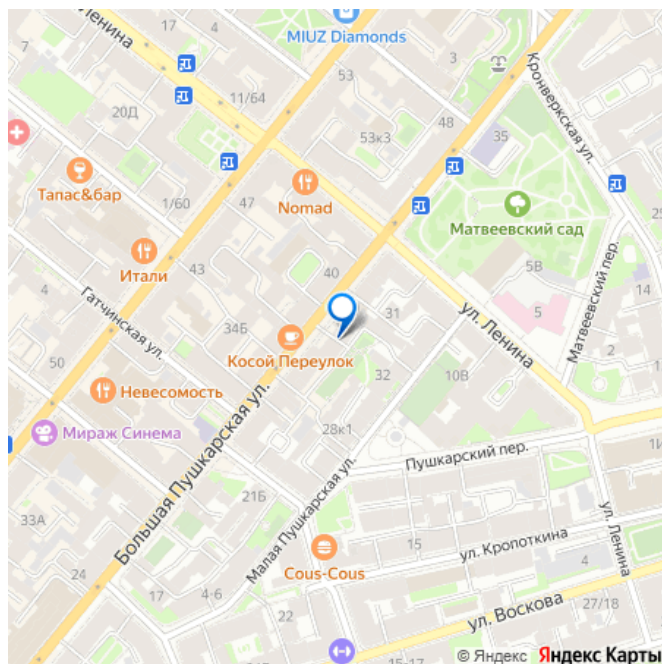 MIUZ Diamonds
ул. Ленина
3
53
Кронверкская ул.
11/64
20Д
48
35
53к3
Тапас&бар
47
Nomad
1/60
Матвеевский сад
Матвеевский пер.
Итали
43
40
5В
14
4
Гатчинская ул.
5
34Б
31
ул. Ленина
2
Косой Переулок
50
32
10В
Невесомость
Мираж Синема
28к1
Большая Пушкарская ул.
Пушкарский пер.
Малая Пушкарская ул.
21Б
ул. Ленина
33А
15
ул. Кропоткина
Cous-Cous
24
17
4-6
22
ул. Воскова
27/18
15-17
© Яндекс Яндекс Карты